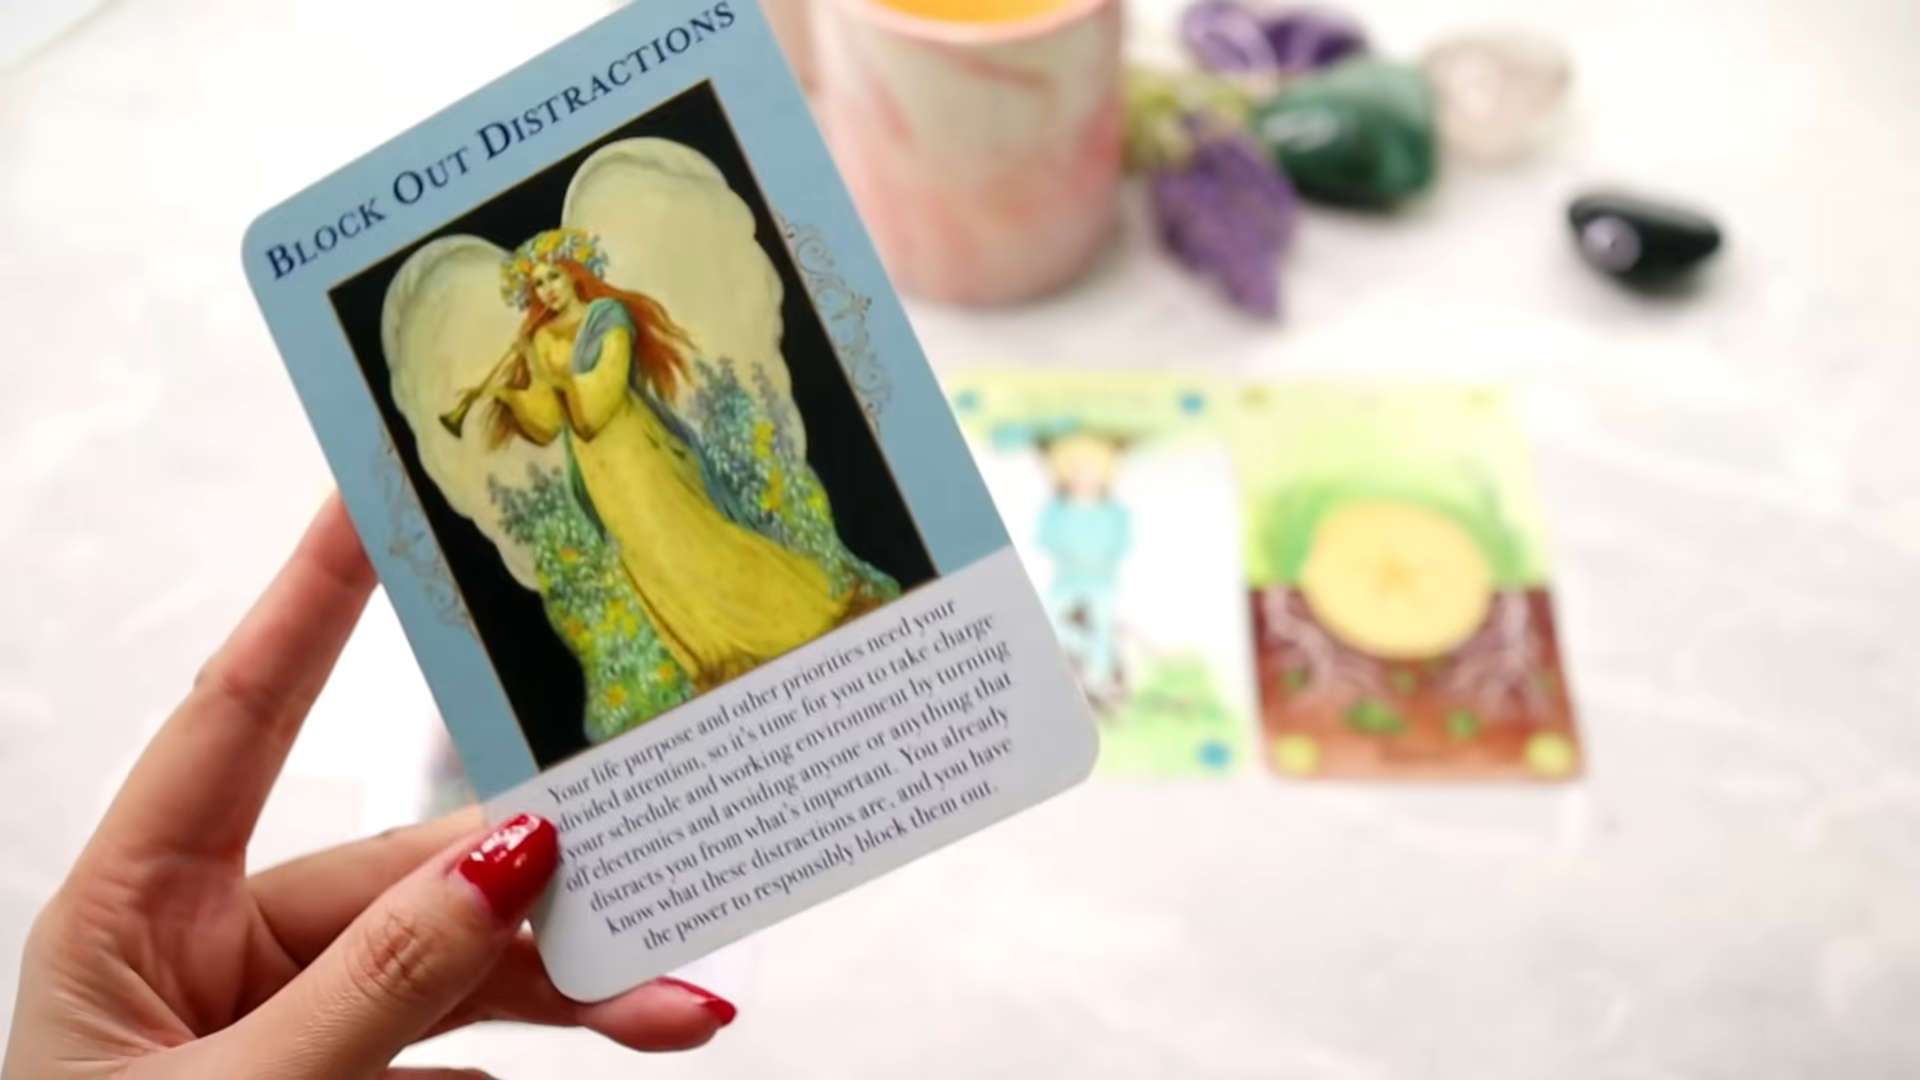 BLOCK OUT DISTRACTIONS
Your life purpose and other priorities need your
divided attention, so it's time for you to take charge
your schedule and working environment by turning
off electronics and avoiding anyone or anything that
distracts you from what's important. You already
know what these distractions are, and you have
the power to responsibly block them out.